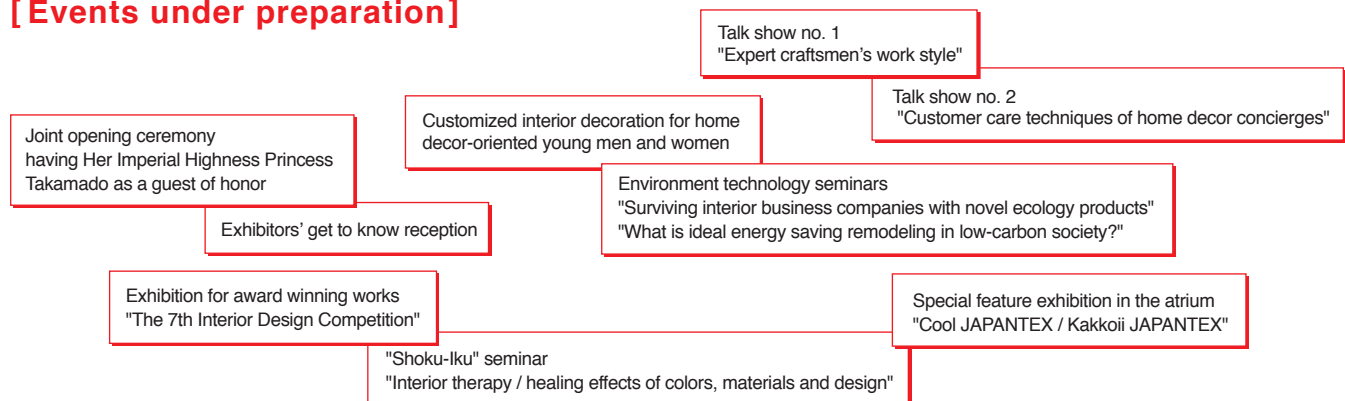 [Events under preparation]
Talk show no. 1
"Expert craftsmen's work style"
Talk show no. 2
"Customer care techniques of home decor concierges"
Customized interior decoration for home
decor-oriented young men and women
Joint opening ceremony
having Her Imperial Highness Princess
Takamado as a guest of honor
Environment technology seminars
"Surviving interior business companies with novel ecology products"
"What is ideal energy saving remodeling in low-carbon society?"
Exhibitors' get to know reception
Exhibition for award winning works
"The 7th Interior Design Competition"
Special feature exhibition in the atrium
"Cool JAPANTEX / Kakkoii JAPANTEX"
"Shoku-Iku" seminar
"Interior therapy / healing effects of colors, materials and design"